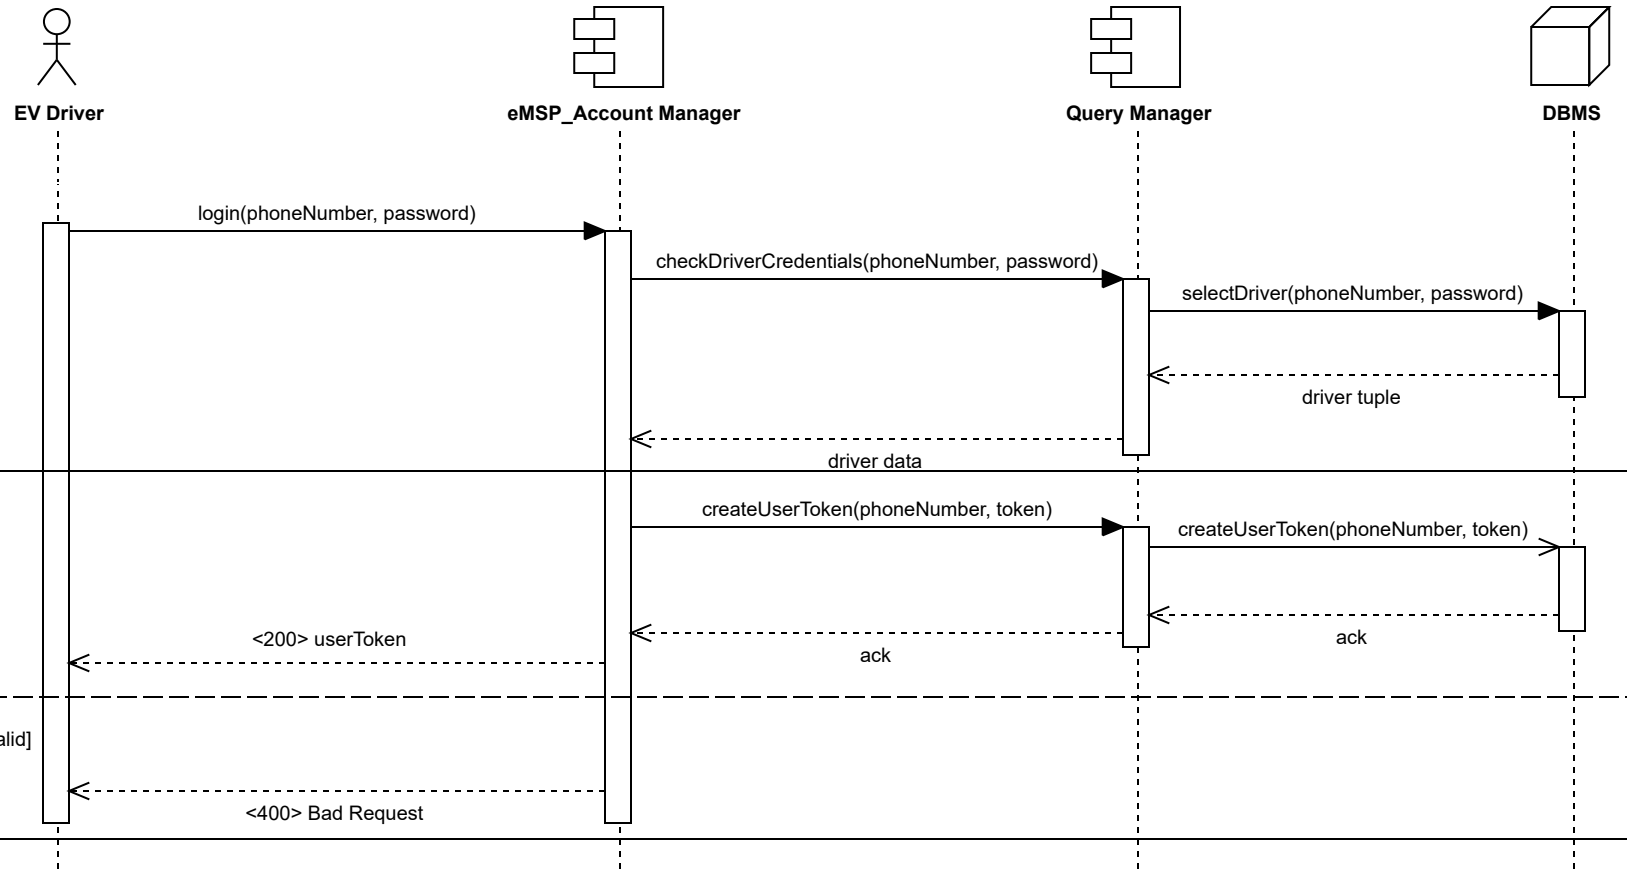 EV Driver
eMSP_Account Manager
Query Manager
DBMS
login(phoneNumber, password)
checkDriverCredentials(phoneNumber, password)
selectDriver(phoneNumber, password)
driver tuple
driver data
createUserToken(phoneNumber, token)
createUserToken(phoneNumber, token)
ack
ack
<200> userToken
alid]
<400> Bad Request